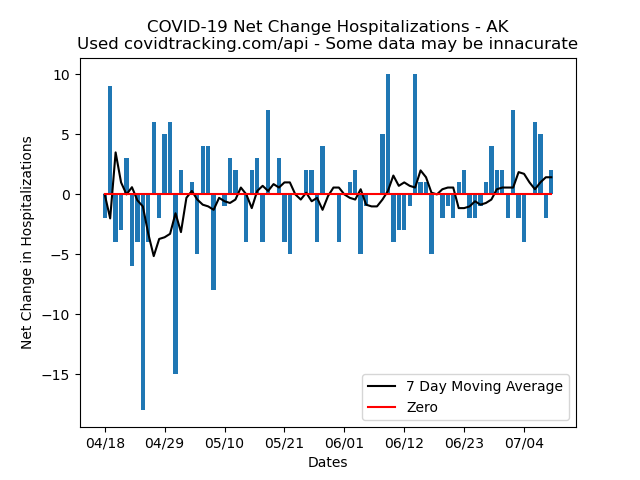 COVID-19 Net Change Hospitalizations - AK
Used covidtracking.com/api - Some data may be innacurate
10
5
0
−5
−10
−15
Net Change in Hospitalizations
7 Day Moving Average
Zero
04/18 04/29 05/10 05/21 06/01 06/12 06/23 07/04
Dates